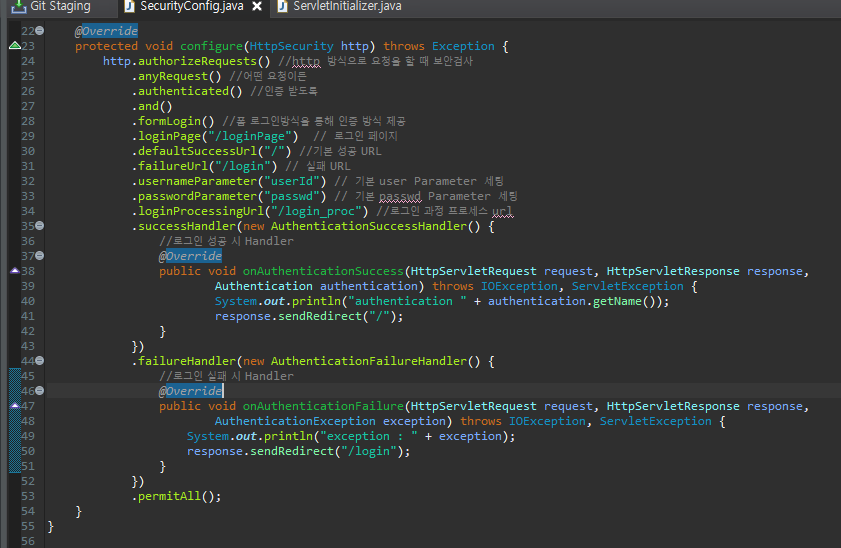 Git Staging SecurityConfig.java ServletInitializer.java
22 @Override
23 protected void configure(HttpSecurity http) throws Exception {
24 http.authorizeRequests() //http 방식으로 요청을 할 때 보안검사
25 .anyRequest() //어떤 요청이든
26 .authenticated() //인증 받도록
27 .and()
28 .formLogin() //폼 로그인방식을 통해 인증 방식 제공
29 .loginPage("/loginPage") // 로그인 페이지
30 .defaultSuccessUrl("/") //기본 성공 URL
31 .failureUrl("/login") // 실패 URL
32 .usernameParameter("userId") // 기본 user Parameter 세팅
33 .passwordParameter("passwd") // 기본 passwd Parameter 세팅
34 .loginProcessingUrl("/login_proc") //로그인 과정 프로세스 url
35 .successHandler(new AuthenticationSuccessHandler() {
36 //로그인 성공 시 Handler
37 @Override
38 public void onAuthenticationSuccess(HttpServletRequest request, HttpServletResponse response,
39 Authentication authentication) throws IOException, ServletException {
40 System.out.println("authentication " + authentication.getName());
41 response.sendRedirect("/");
42 }
43 })
44 .failureHandler(new AuthenticationFailureHandler() {
45 //로그인 실패 시 Handler
46 @Override
47 public void onAuthenticationFailure(HttpServletRequest request, HttpServletResponse response,
48 AuthenticationException exception) throws IOException, ServletException {
49 System.out.println("exception : " + exception);
50 response.sendRedirect("/login");
51 }
52 })
53 .permitAll();
54 }
55 }
56